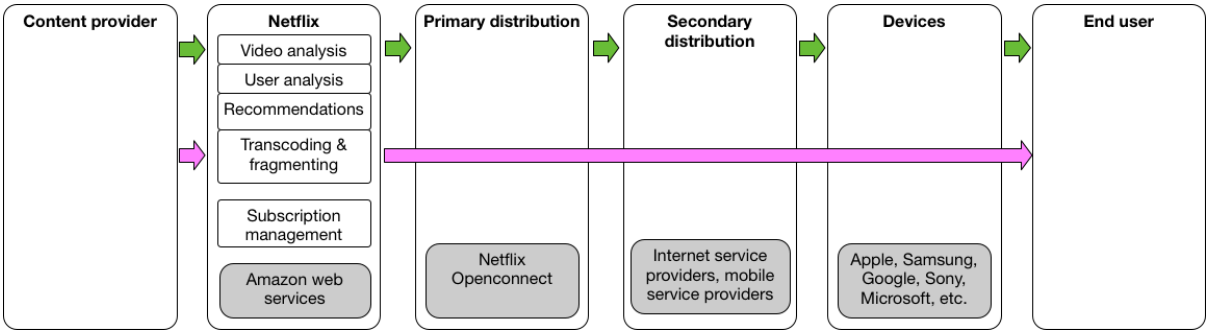 Content provider
Netflix
Video analysis
User analysis
Recommendations
Transcoding &
fragmenting
Subscription
management
Amazon web
services
Primary distribution
Netflix
Openconnect
Secondary
distribution
Internet service
providers, mobile
service providers
Devices
Apple, Samsung,
Google, Sony,
Microsoft, etc.
End user